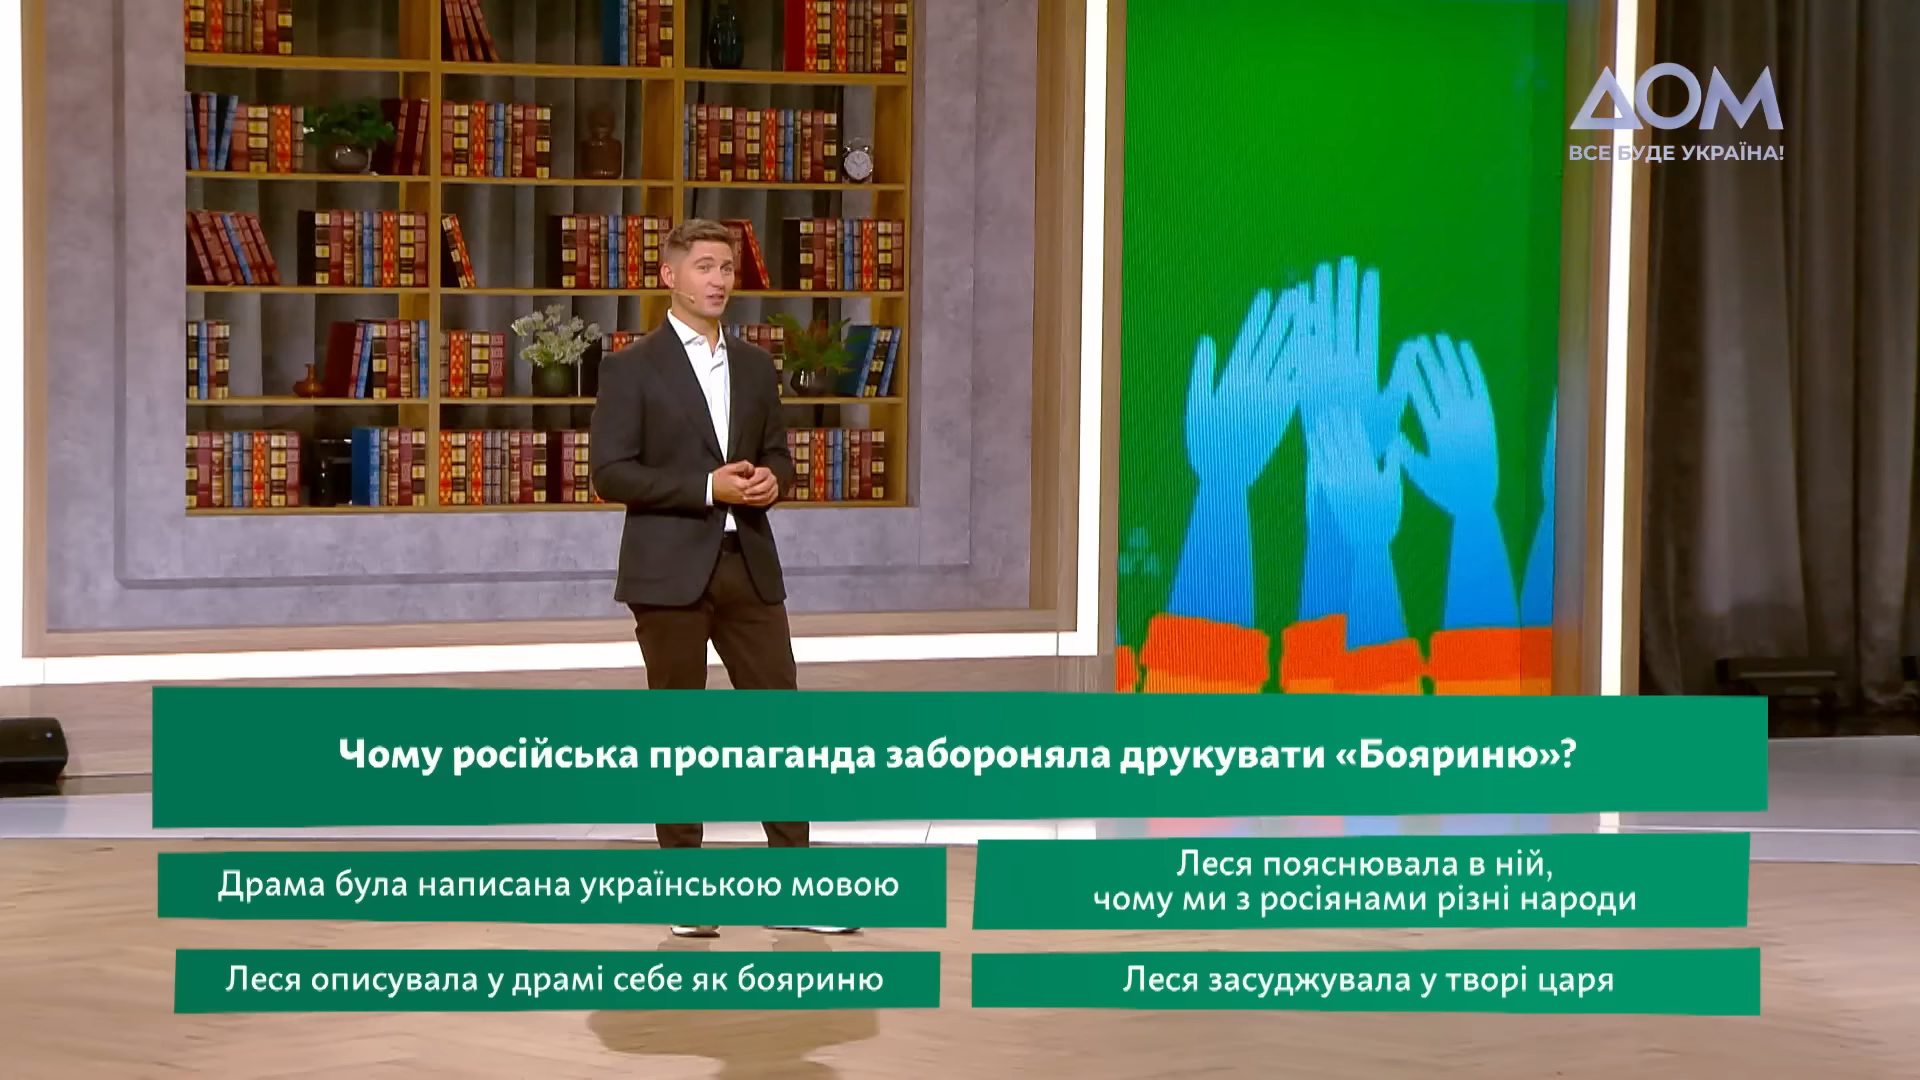 ДОМ
ВСЕ БУДЕ УКРАЇНА!
Чому російська пропаганда забороняла друкувати «Бояриню»?
Драма була написана українською мовою
Леся пояснювала в ній,
чому ми з росіянами різні народи
Леся описувала у драмі себе як бояриню
Леся засуджувала у творі царя